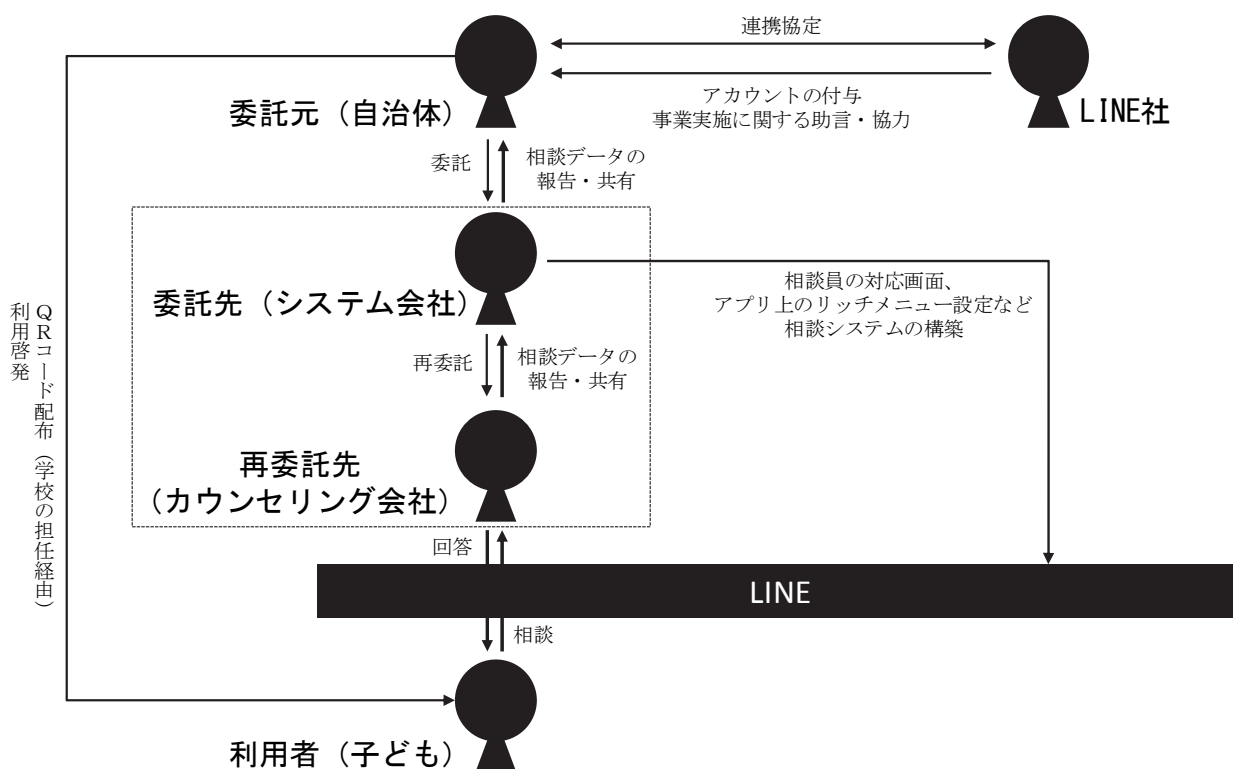 連携協定
アカウントの付与
事業実施に関する助言・協力
委託元（自治体）
LINE社
委託
相談データの
報告・共有
委託先（システム会社）
相談員の対応画面、
アプリ上のリッチメニュー設定など
相談システムの構築
再委託
相談データの
報告・共有
QRコード配布（学校の担任経由）
利用啓発
再委託先
（カウンセリング会社）
回答
LINE
相談
利用者（子ども）